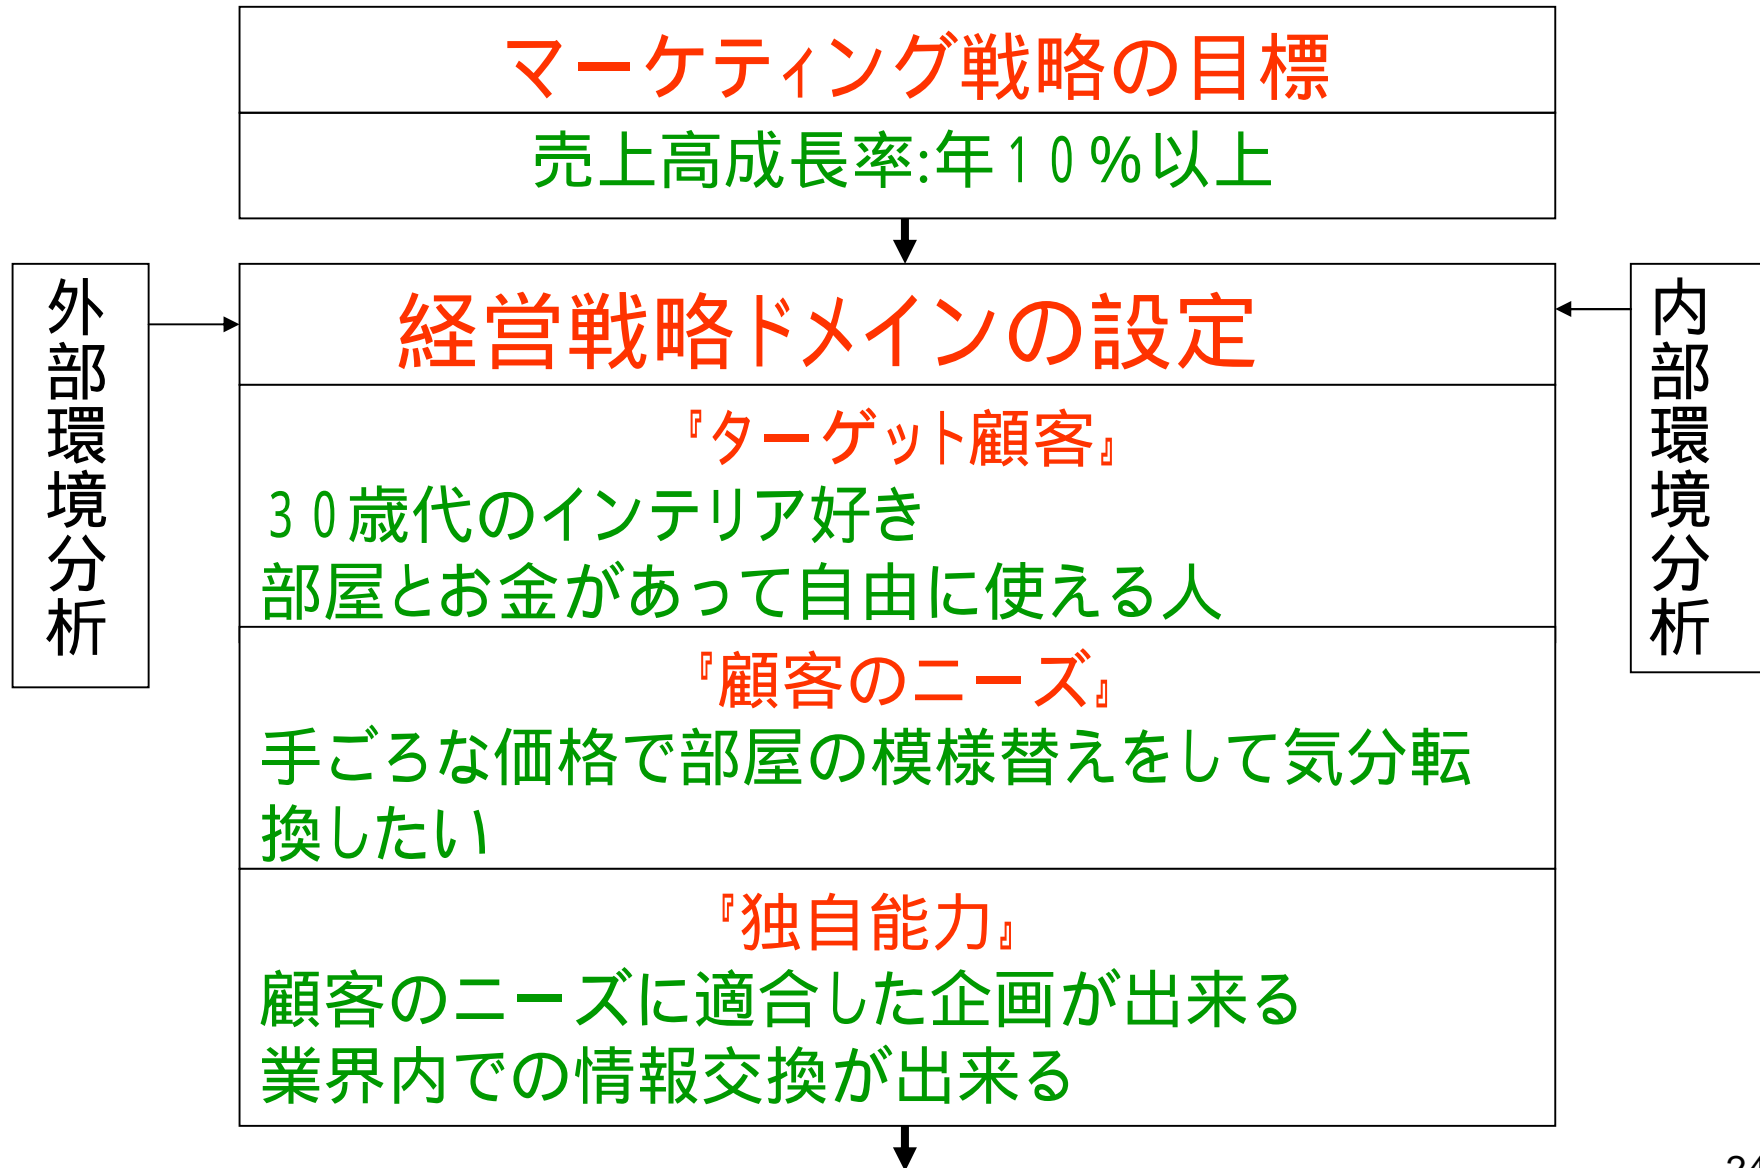 マーケティング戦略の目標
売上高成長率:年10%以上
外部環境分析
経営戦略ドメインの設定
内部環境分析
『ターゲット顧客』
30歳代のインテリア好き
部屋とお金があって自由に使える人
『顧客のニーズ』
手ごろな価格で部屋の模様替えをして気分転
換したい
『独自能力』
顧客のニーズに適合した企画が出来る
業界内での情報交換が出来る